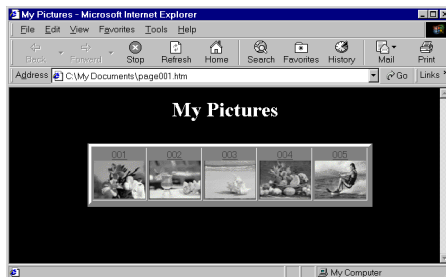 My Pictures - Microsoft Internet Explorer
File Edit View Favorites Tools Help
Back Forward Stop Refresh Home Search Favorites History Mail Print
Address C:\My Documents\page001.htm Go Links »
My Pictures
001 002 003 004 005
My Computer